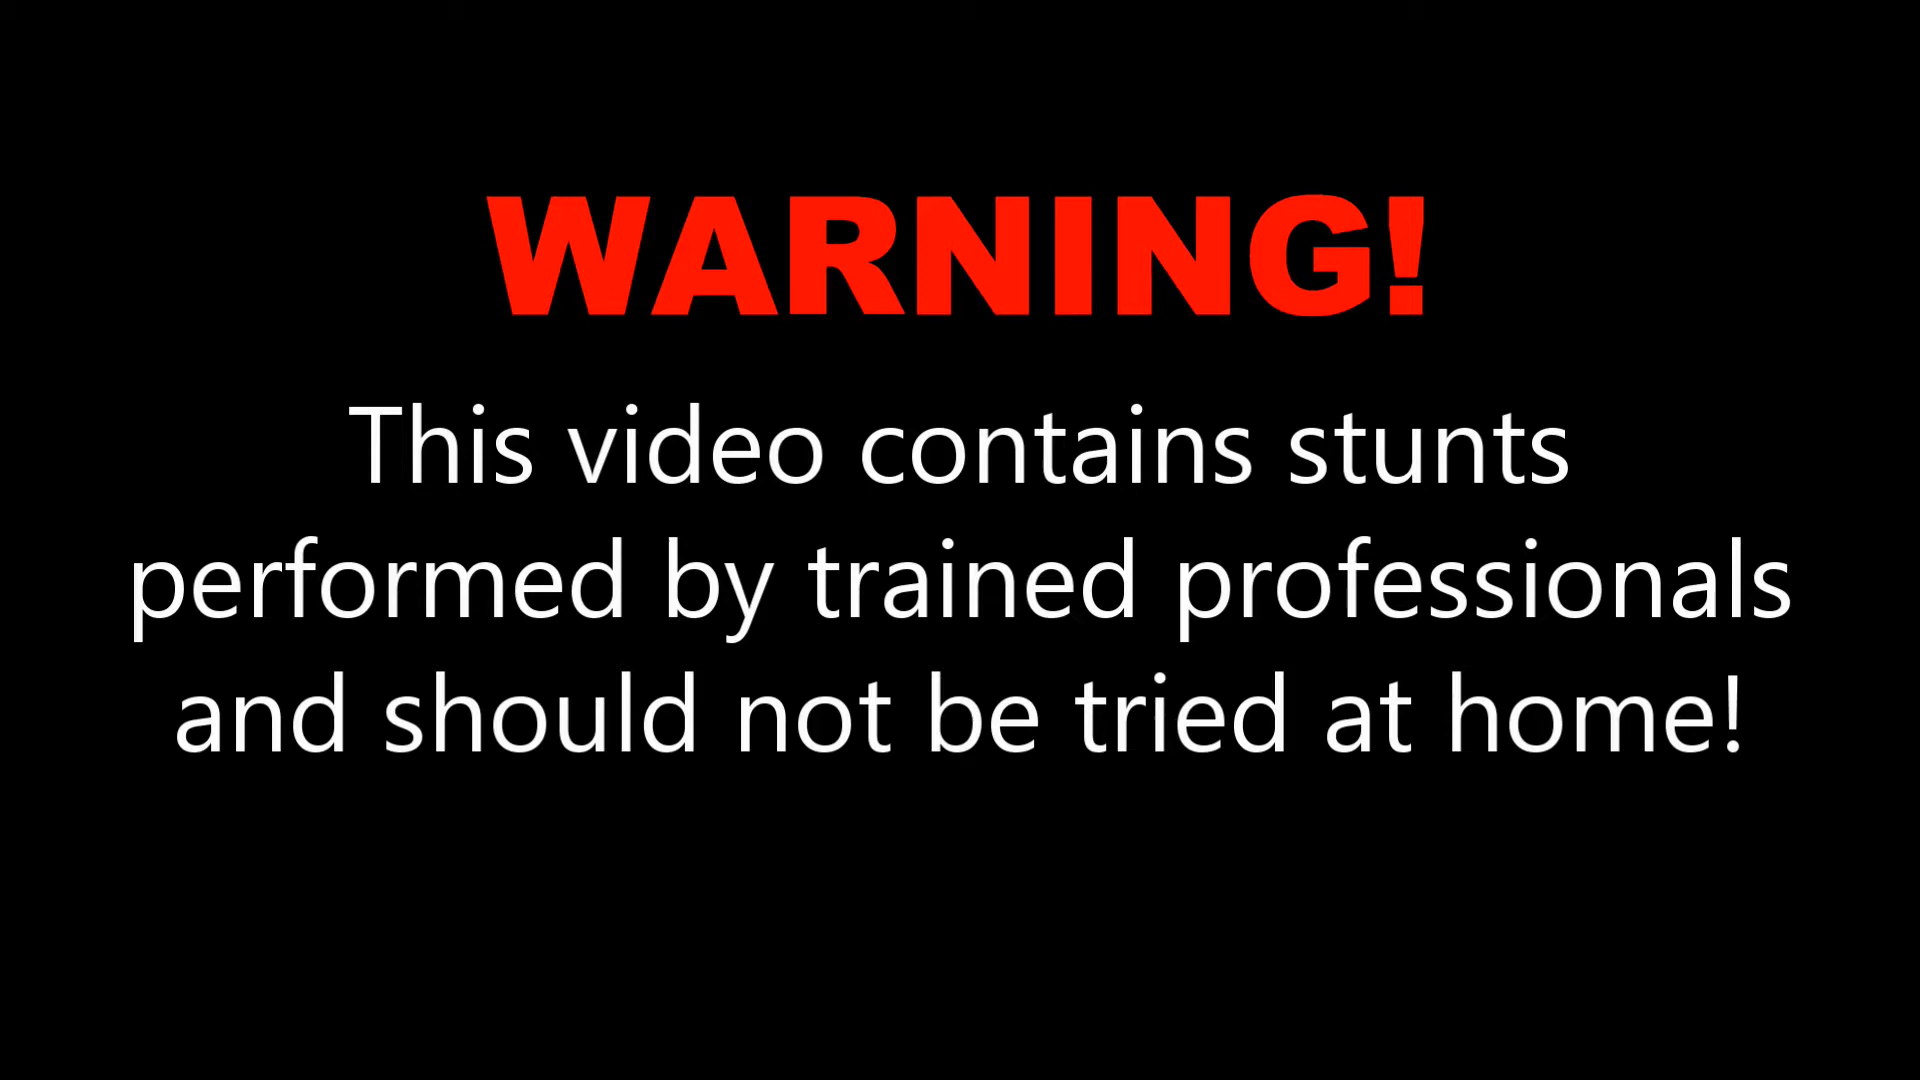 WARNING!
This video contains stunts
performed by trained professionals
and should not be tried at home!